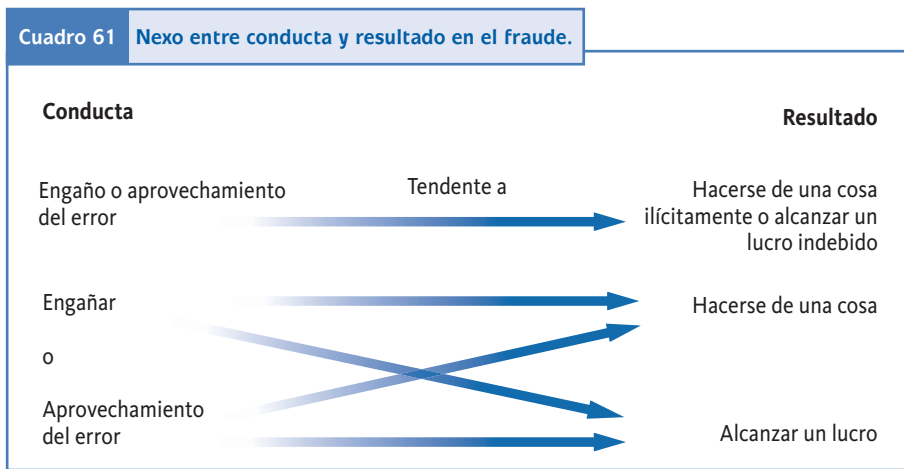 Cuadro 61 Nexo entre conducta y resultado en el fraude.
Conducta
Resultado
Engaño o aprovechamiento
del error
Tendente a
Hacerse de una cosa
ilícitamente o alcanzar un
lucro indebido
Engañar
Hacerse de una cosa
o
Aprovechamiento
del error
Alcanzar un lucro